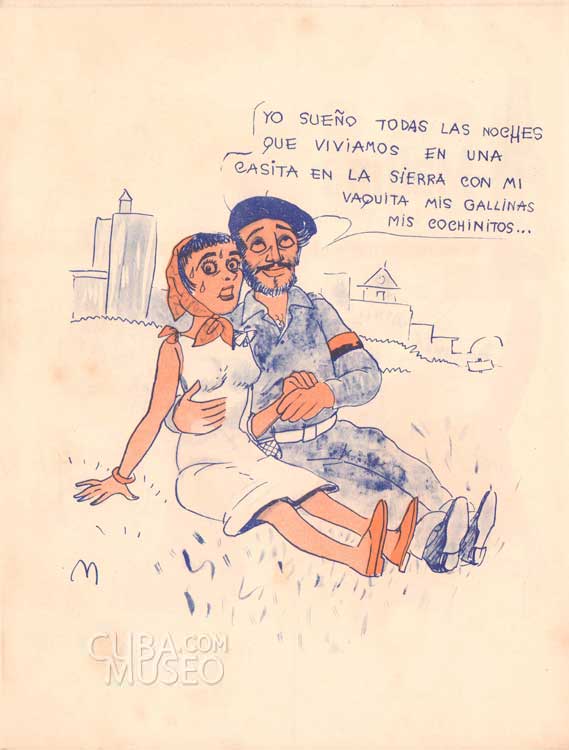 YO SUEÑO TODAS LAS NOCHES
QUE VIVIAMOS EN UNA
CASITA EN LA SIERRA CON MI
VAQUITA MIS GALLINAS
MIS COCHINITOS...
M
CUBA.COM
MUSEO